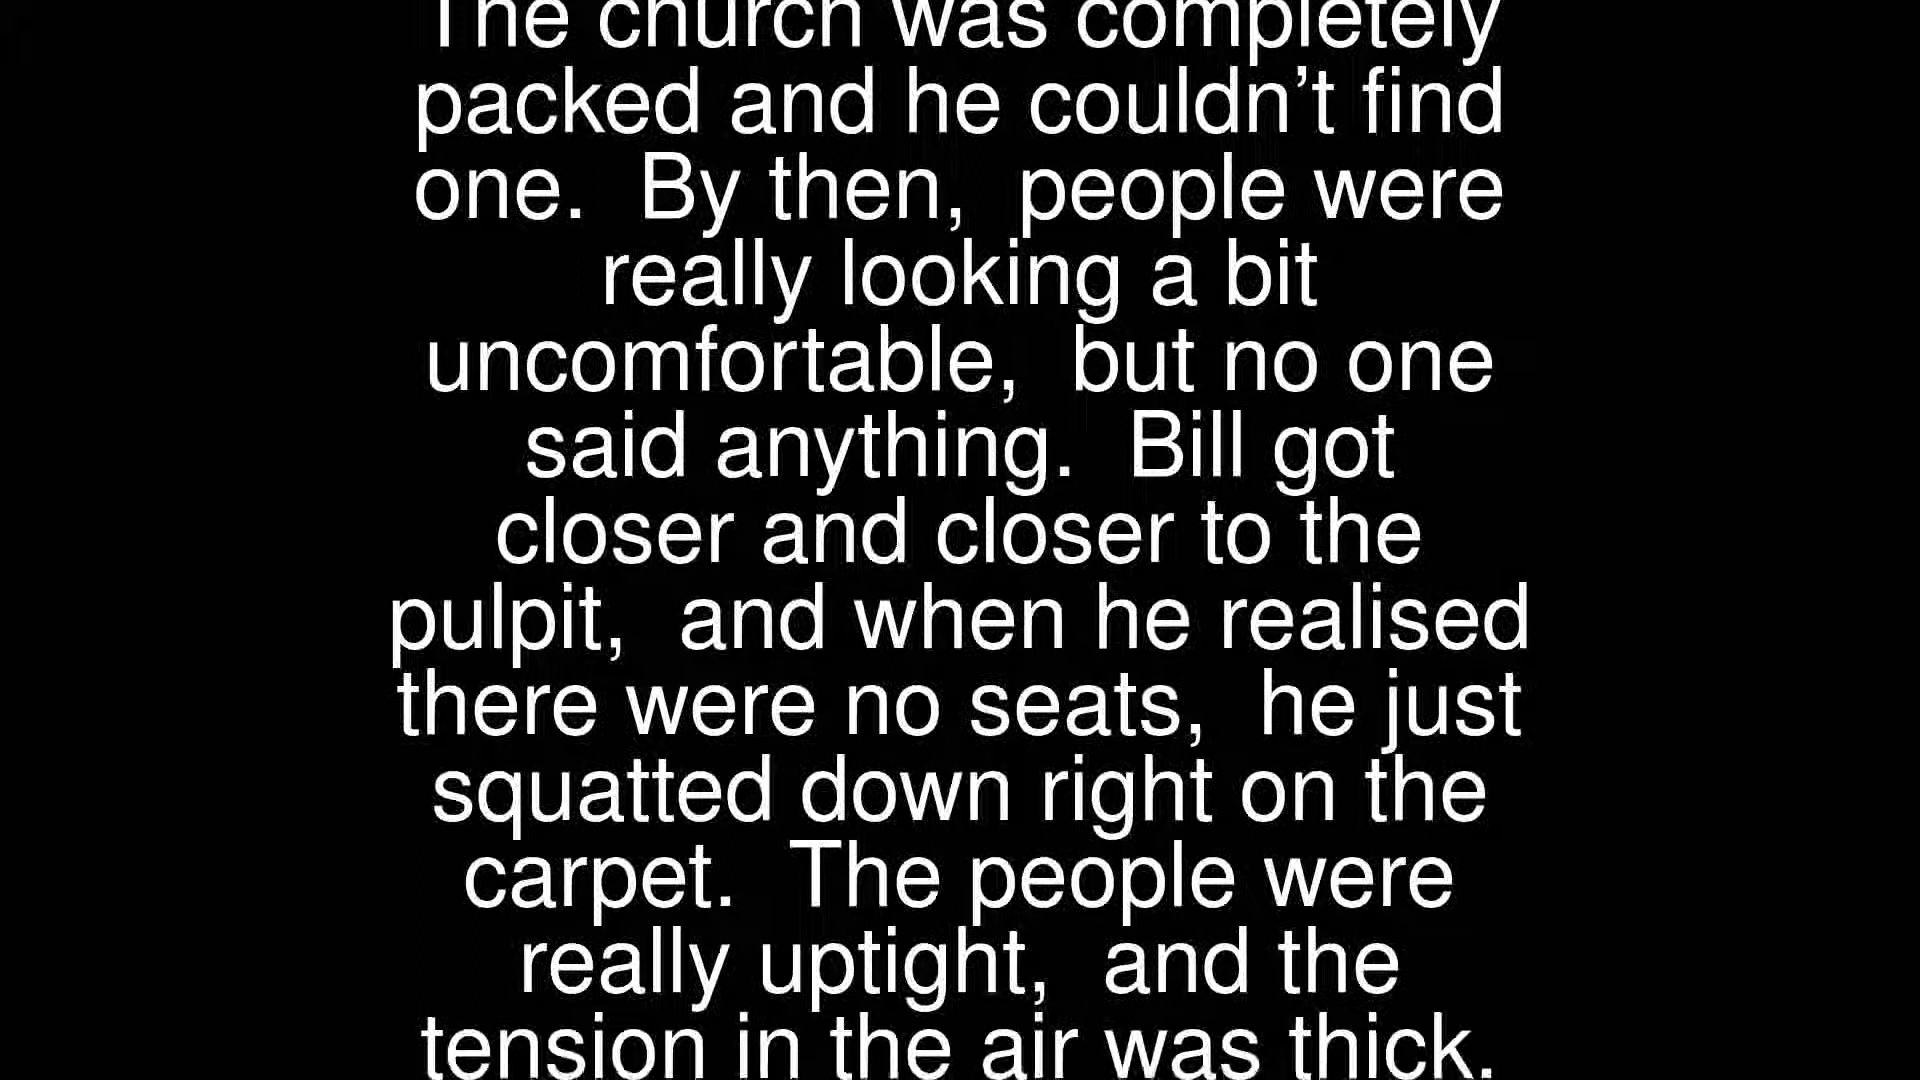 The church was completely
packed and he couldn’t find
one.  By then,  people were
really looking a bit
uncomfortable,  but no one
said anything.  Bill got
closer and closer to the
pulpit,  and when he realised
there were no seats,  he just
squatted down right on the
carpet.  The people were
really uptight,  and the
tension in the air was thick.